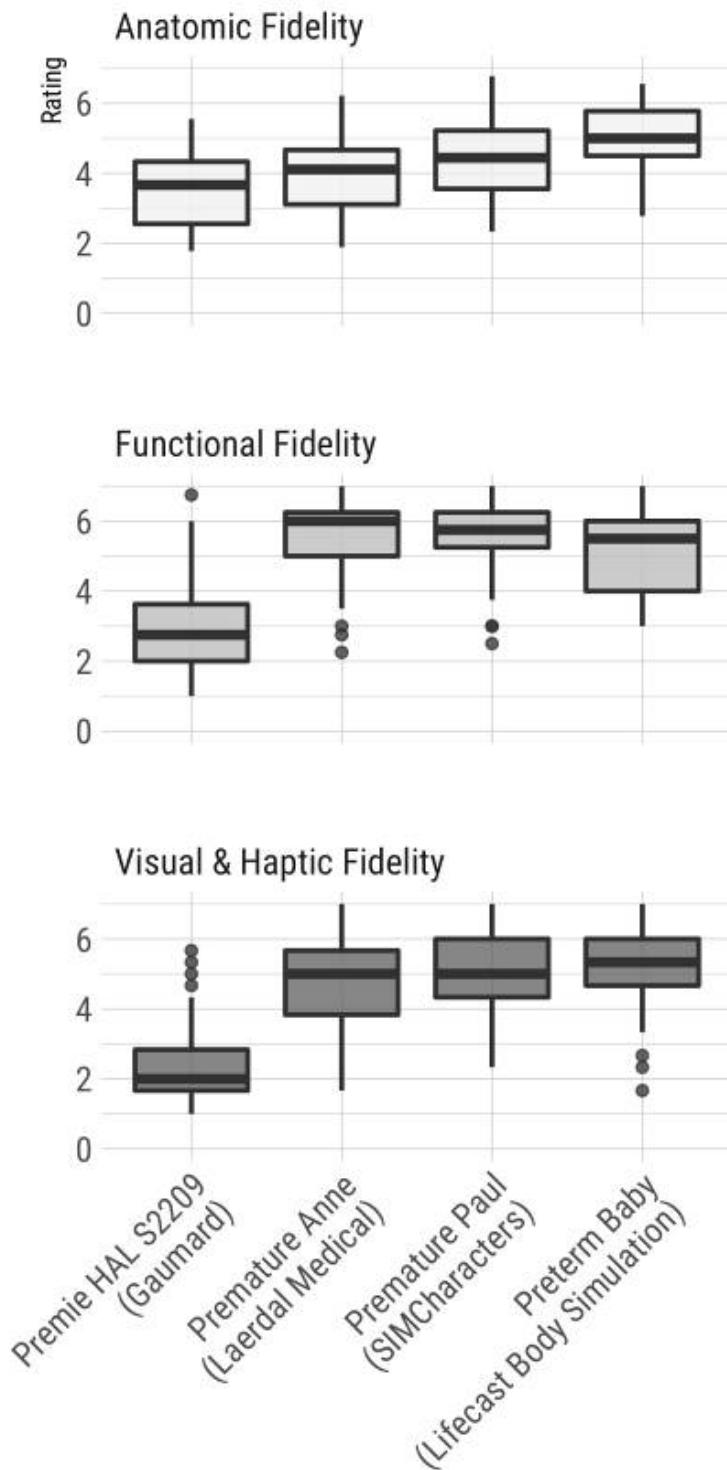 Anatomic Fidelity
Rating
6
4
2
0
Functional Fidelity
6
4
2
0
Visual & Haptic Fidelity
6
4
2
0
Premie HAL S2209
(Gaumard)
Premature Anne
(Laerdal Medical)
Premature Paul
(SIMCharacters)
Preterm Baby
(Lifecast Body Simulation)